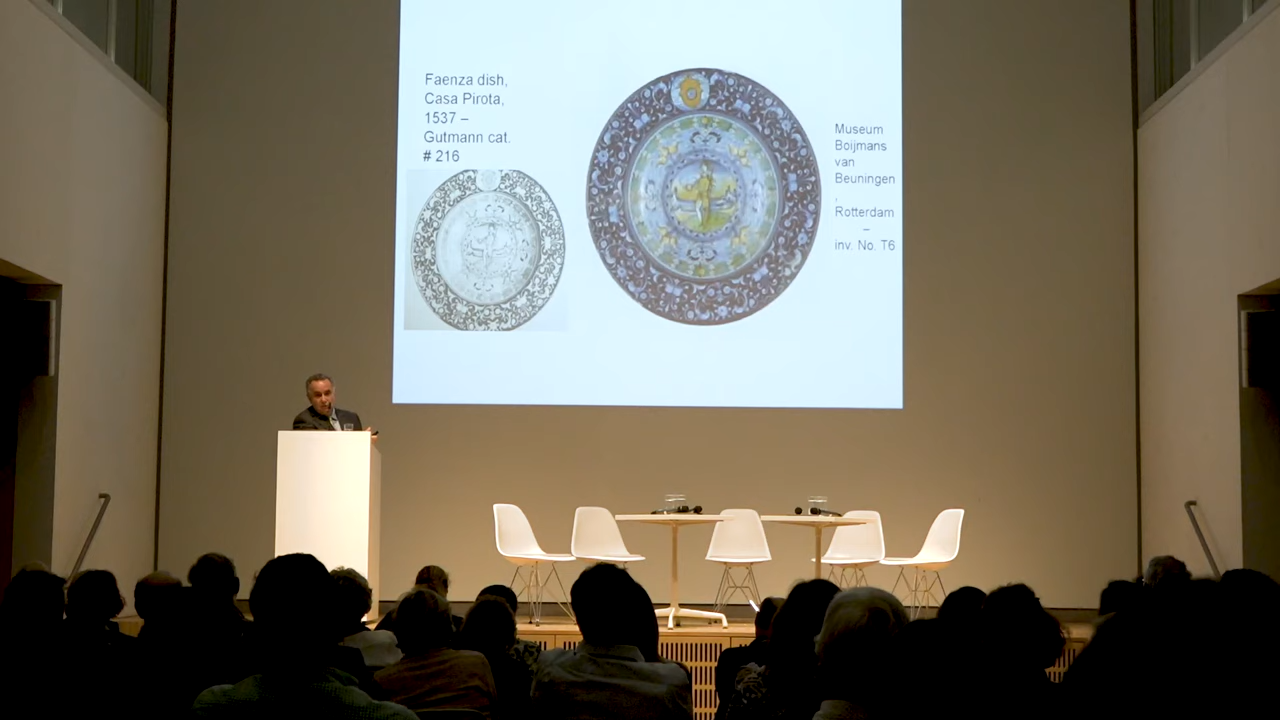 Faenza dish,
Casa Pirota,
1537 –
Gutmann cat.
# 216
Museum
Boijmans
van
Beuningen
,
Rotterdam
–
inv. No. T6